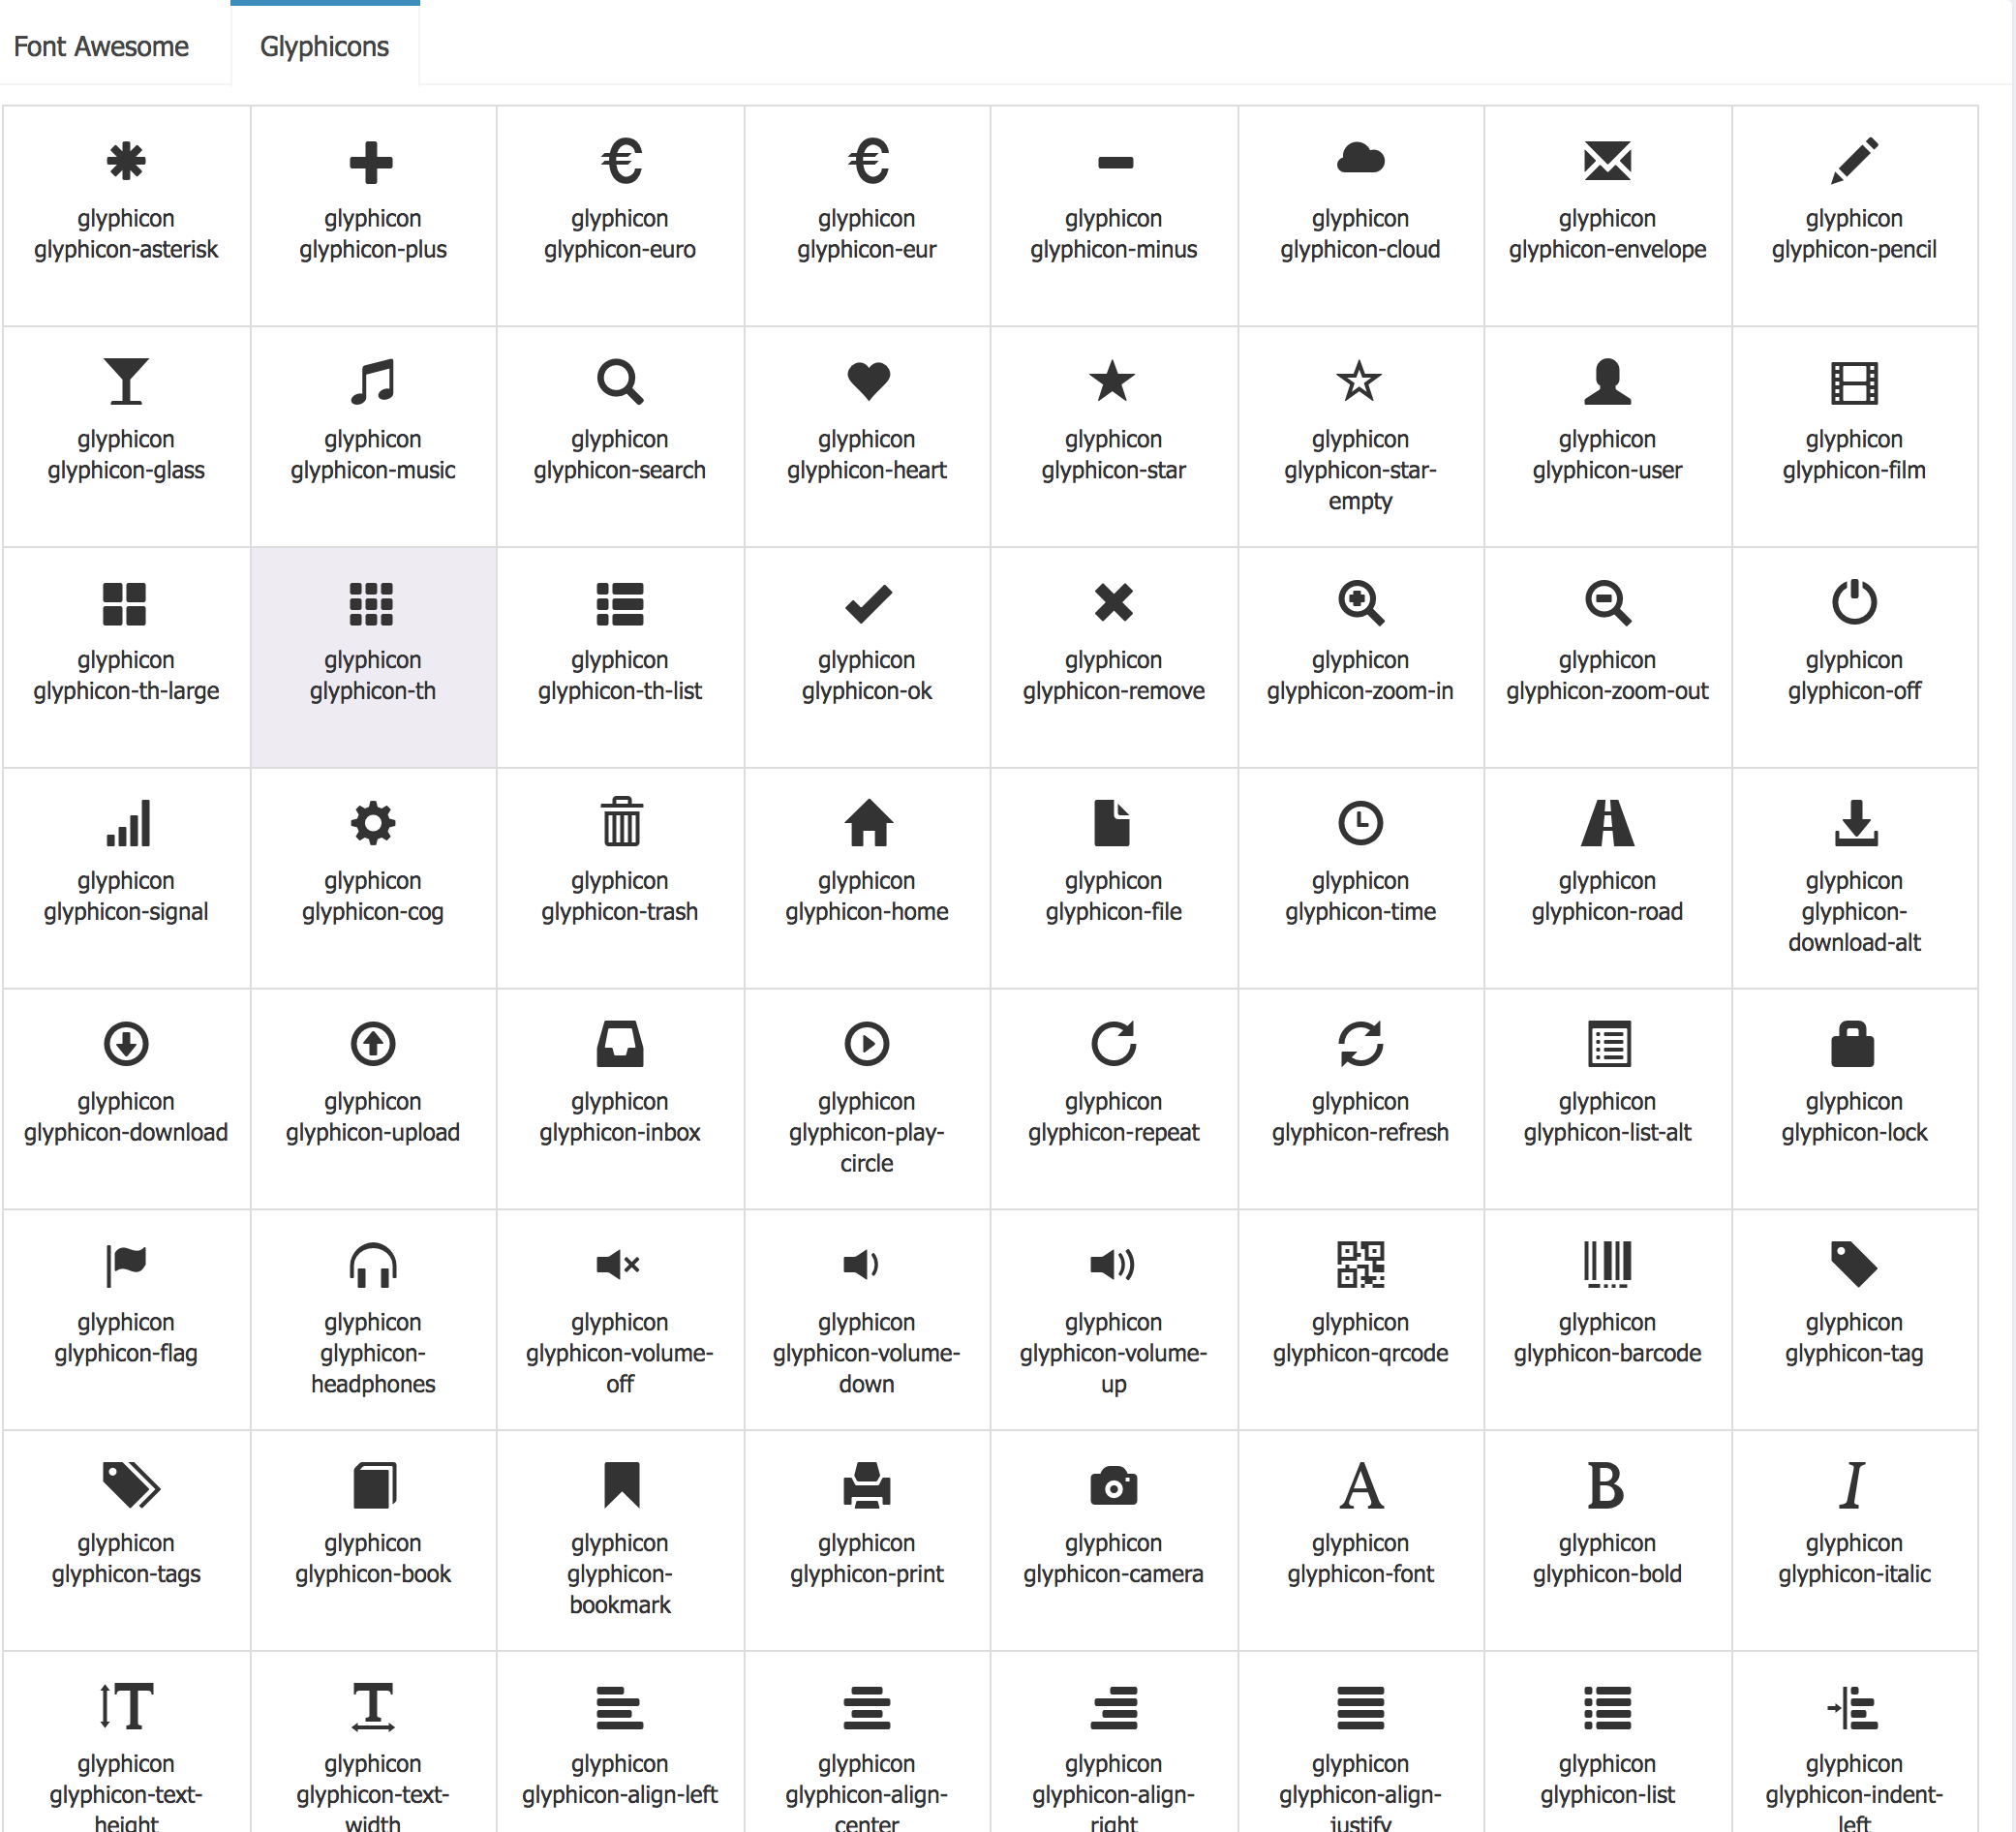 Font Awesome
Glyphicons
glyphicon
glyphicon-asterisk
glyphicon
glyphicon-plus
glyphicon
glyphicon-euro
glyphicon
glyphicon-eur
glyphicon
glyphicon-minus
glyphicon
glyphicon-cloud
glyphicon
glyphicon-envelope
glyphicon
glyphicon-pencil
glyphicon
glyphicon-glass
glyphicon
glyphicon-music
glyphicon
glyphicon-search
glyphicon
glyphicon-heart
glyphicon
glyphicon-star
glyphicon
glyphicon-star-
empty
glyphicon
glyphicon-user
glyphicon
glyphicon-film
glyphicon
glyphicon-th-large
glyphicon
glyphicon-th
glyphicon
glyphicon-th-list
glyphicon
glyphicon-ok
glyphicon
glyphicon-remove
glyphicon
glyphicon-zoom-in
glyphicon
glyphicon-zoom-out
glyphicon
glyphicon-off
glyphicon
glyphicon-signal
glyphicon
glyphicon-cog
glyphicon
glyphicon-trash
glyphicon
glyphicon-home
glyphicon
glyphicon-file
glyphicon
glyphicon-time
glyphicon
glyphicon-road
glyphicon
glyphicon-
download-alt
glyphicon
glyphicon-download
glyphicon
glyphicon-upload
glyphicon
glyphicon-inbox
glyphicon
glyphicon-play-
circle
glyphicon
glyphicon-repeat
glyphicon
glyphicon-refresh
glyphicon
glyphicon-list-alt
glyphicon
glyphicon-lock
glyphicon
glyphicon-flag
glyphicon
glyphicon-
headphones
glyphicon
glyphicon-volume-
off
glyphicon
glyphicon-volume-
down
glyphicon
glyphicon-volume-
up
glyphicon
glyphicon-qrcode
glyphicon
glyphicon-barcode
glyphicon
glyphicon-tag
glyphicon
glyphicon-tags
glyphicon
glyphicon-book
glyphicon
glyphicon-
bookmark
glyphicon
glyphicon-print
glyphicon
glyphicon-camera
A
glyphicon
glyphicon-font
B
glyphicon
glyphicon-bold
I
glyphicon
glyphicon-italic
T
glyphicon
glyphicon-text-
height
T
glyphicon
glyphicon-text-
width
glyphicon
glyphicon-align-left
glyphicon
glyphicon-align-
center
glyphicon
glyphicon-align-
right
glyphicon
glyphicon-align-
justify
glyphicon
glyphicon-list
glyphicon
glyphicon-indent-
left